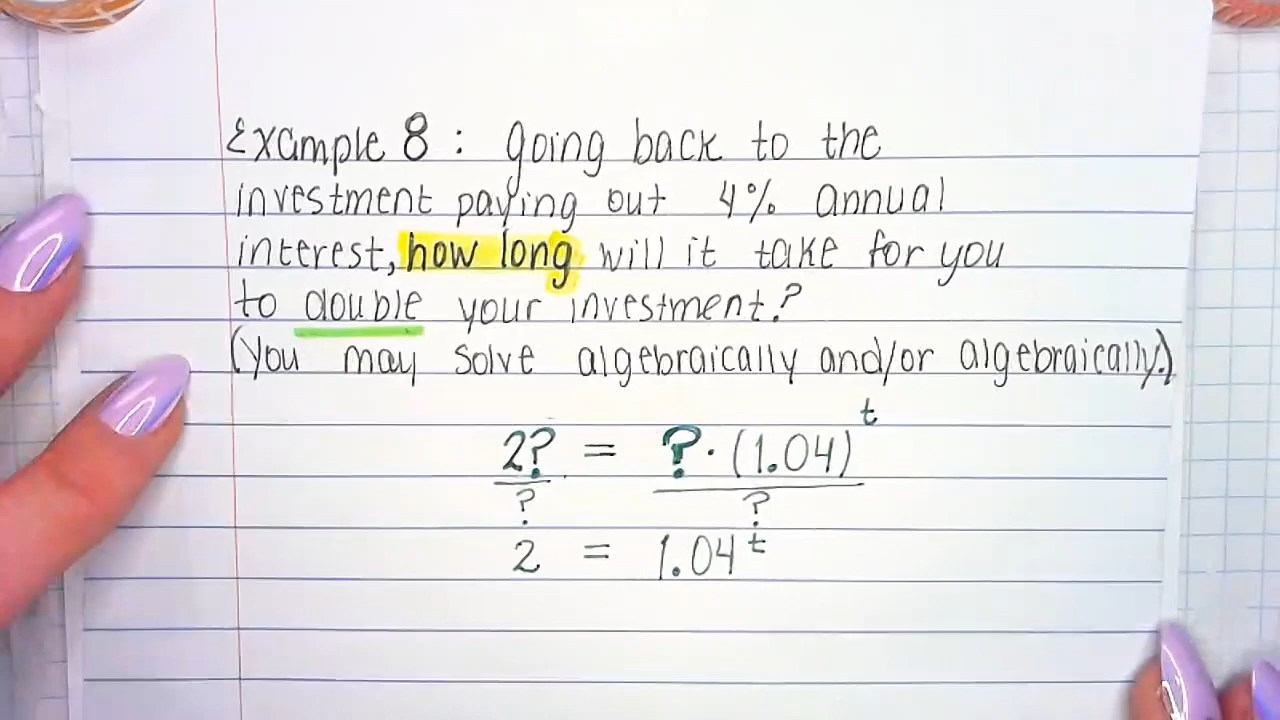 Example 8 : going back to the
investment paying out 4% annual
interest, how long will it take for you
to double your investment?
(you may solve algebraically and/or algebraically.)
2? = ? · (1.04)^t
? ?
2 = 1.04^t